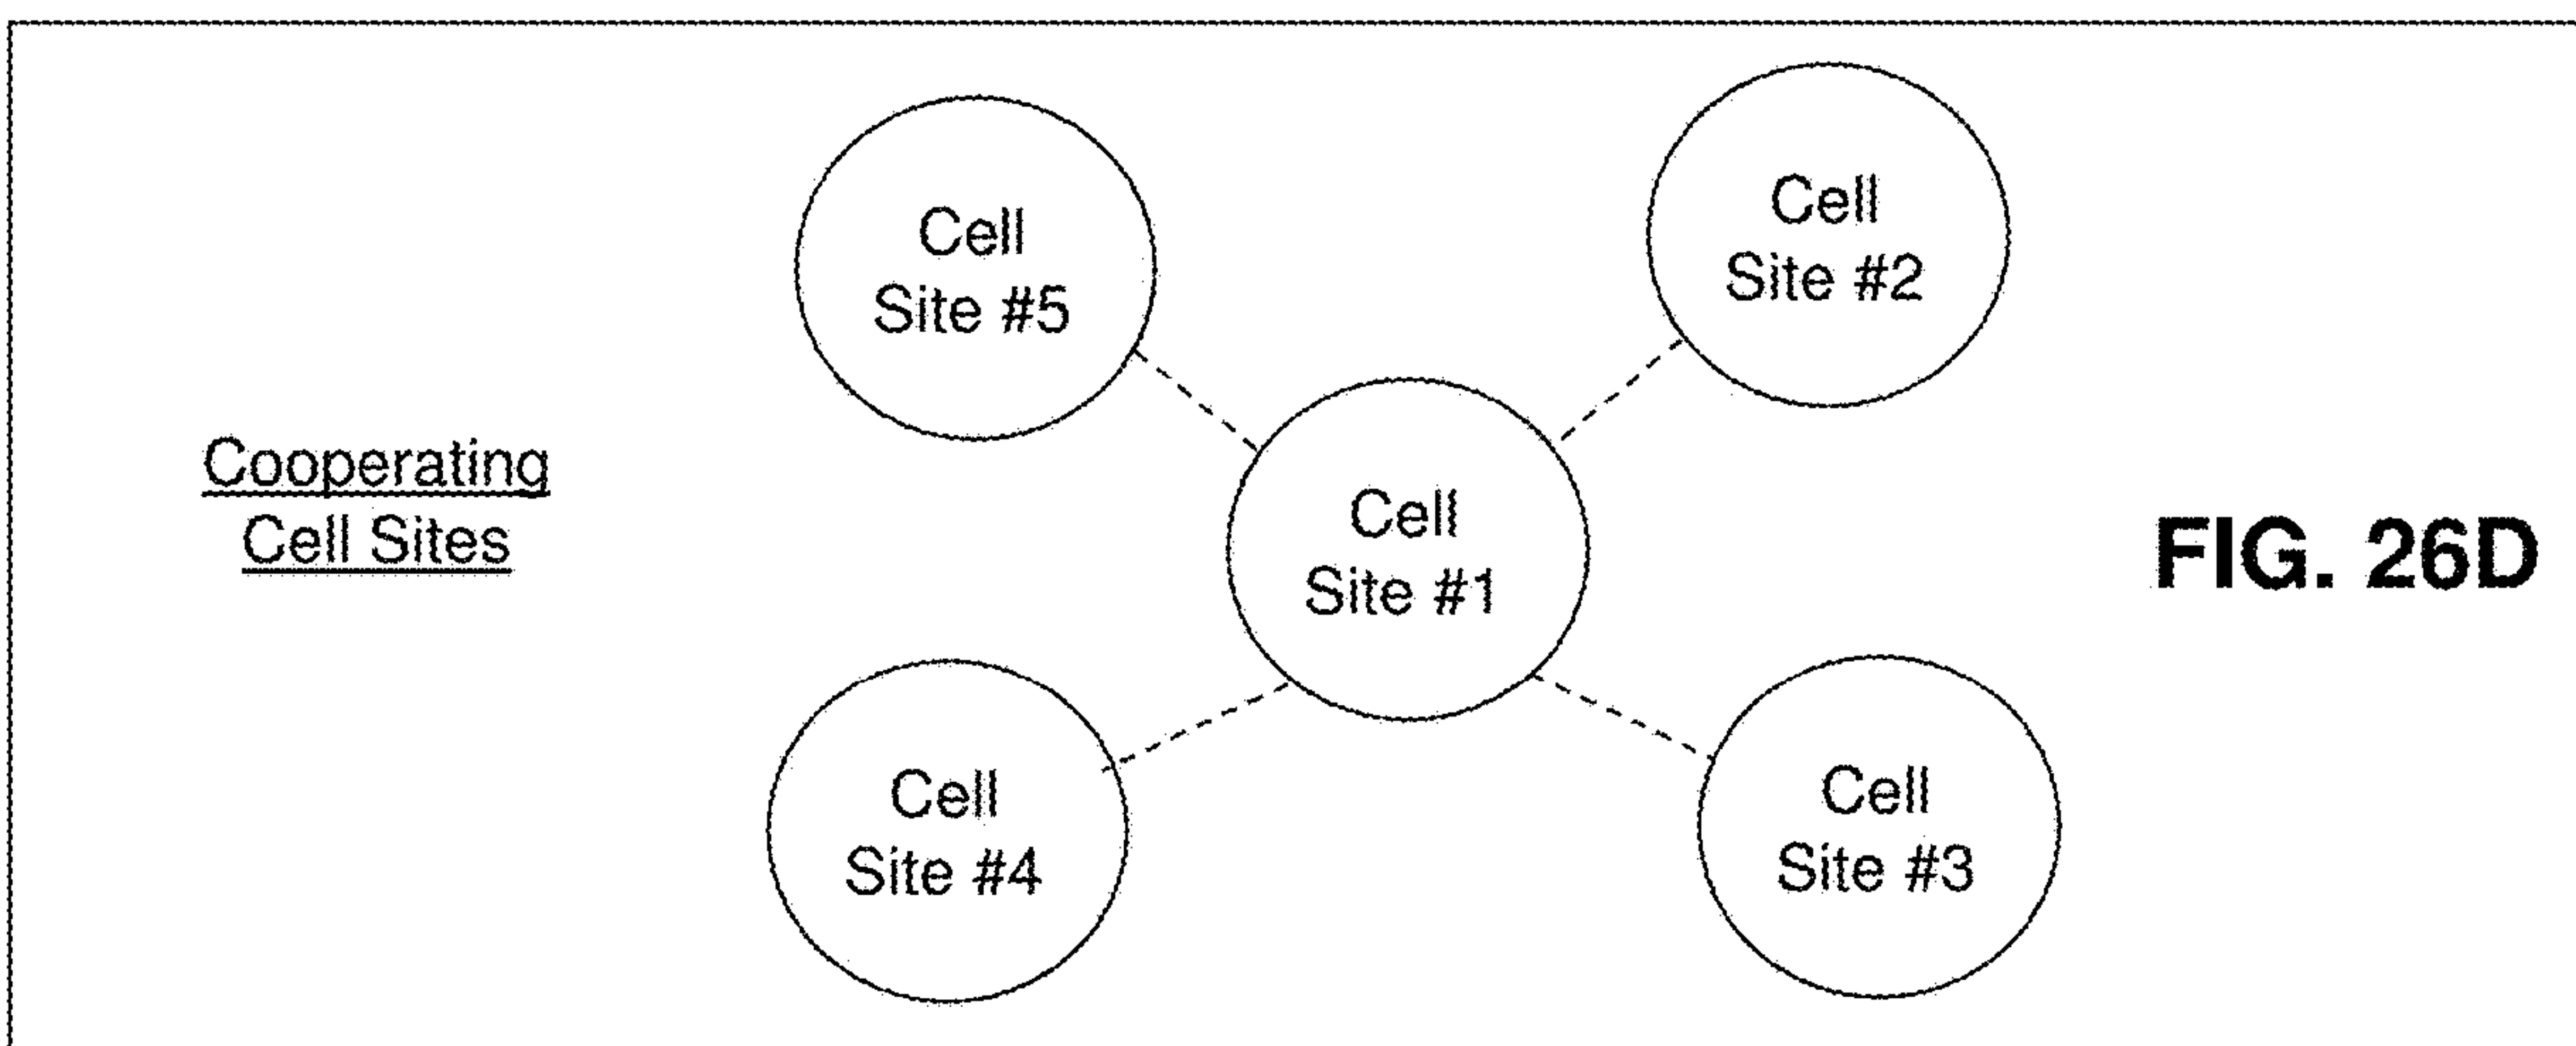 Cell
Site #5
Cell
Site #2
Cooperating
Cell Sites
Cell
Site #1
FIG. 26D
Cell
Site #4
Cell
Site #3